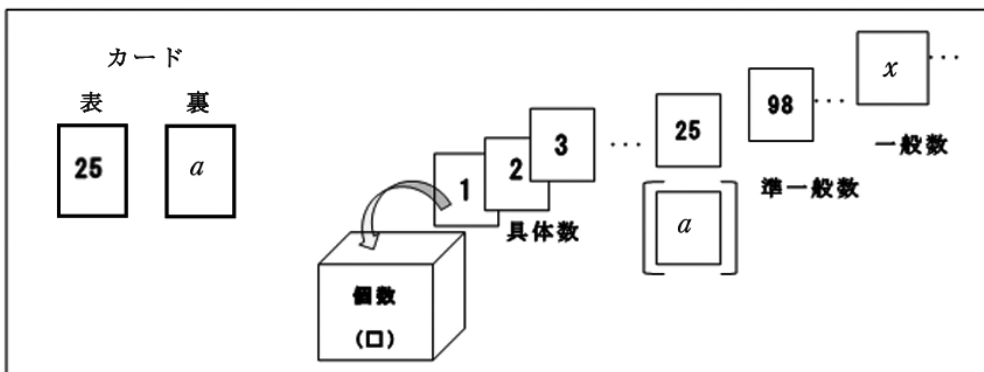 カード
表 裏
25 a
1 2 3 … 25 98 … x …
具体数
a
準一般数
一般数
個数
(口)